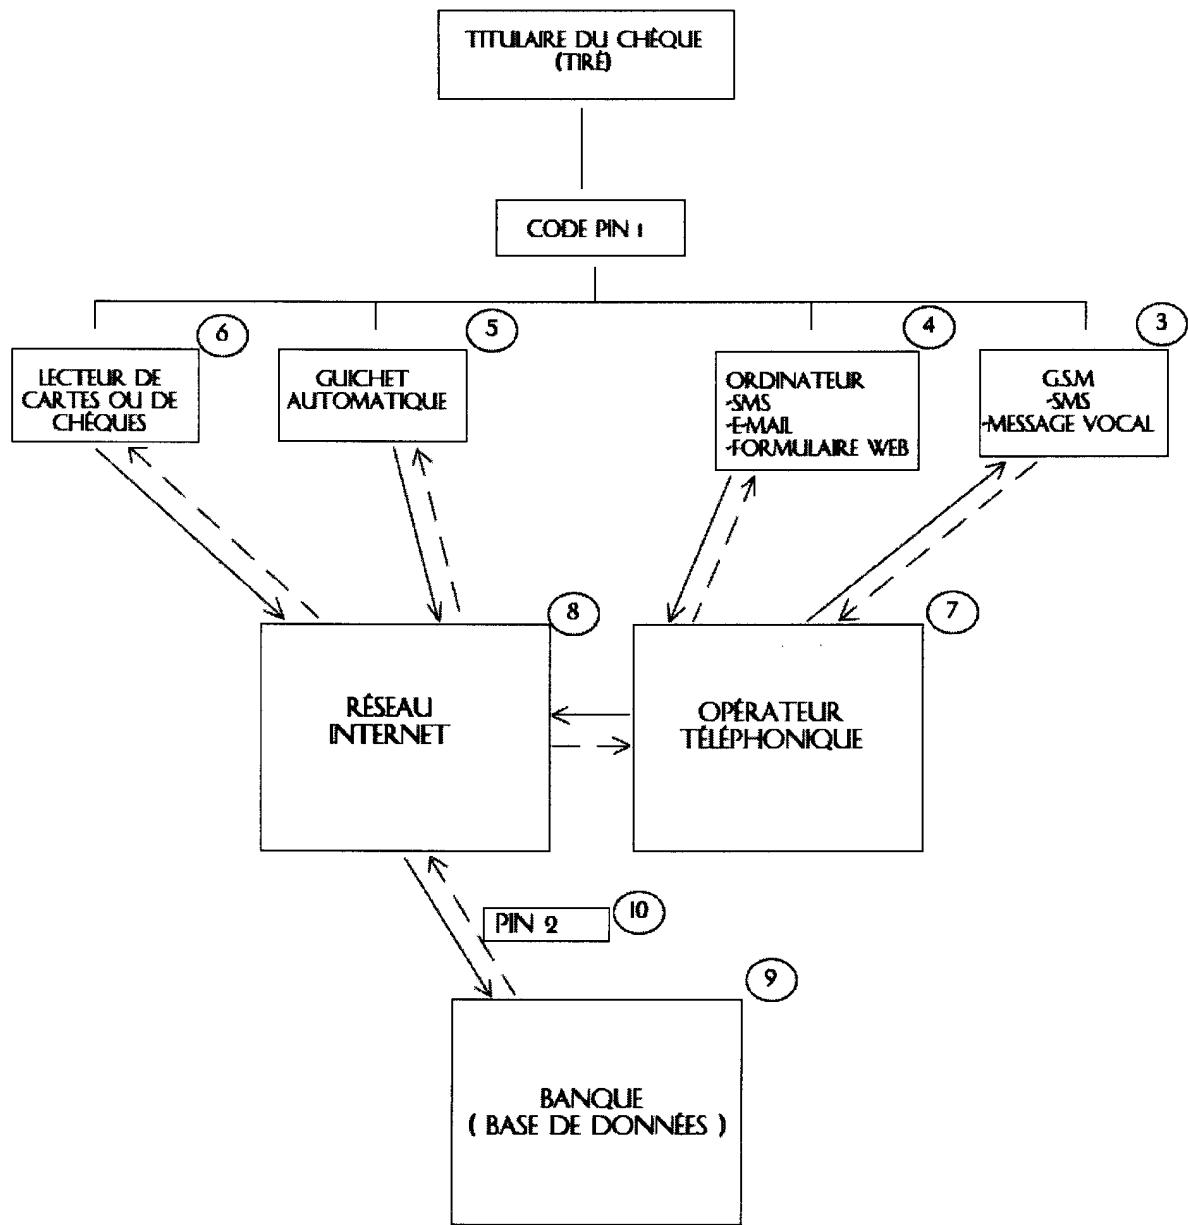 TITULAIRE DU CHÈQUE
(TIRÉ)
CODE PIN 1
6
5
4
3
LECTEUR DE
CARTES OU DE
CHÈQUES
GUICHET
AUTOMATIQUE
ORDINATEUR
-SMS
-E-MAIL
-FORMULAIRE WEB
G.S.M
-SMS
-MESSAGE VOCAL
8
7
RÉSEAU
INTERNET
OPÉRATEUR
TÉLÉPHONIQUE
PIN 2
10
9
BANQUE
( BASE DE DONNÉES )